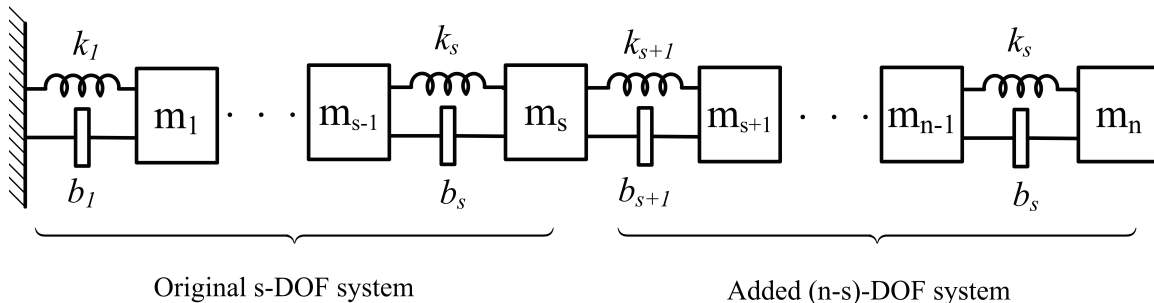 k₁ kₛ kₛ₊₁ kₛ
m₁ · · · mₛ₋₁ mₛ mₛ₊₁ · · · mₙ₋₁ mₙ
b₁ bₛ bₛ₊₁ bₛ
Original s-DOF system Added (n-s)-DOF system